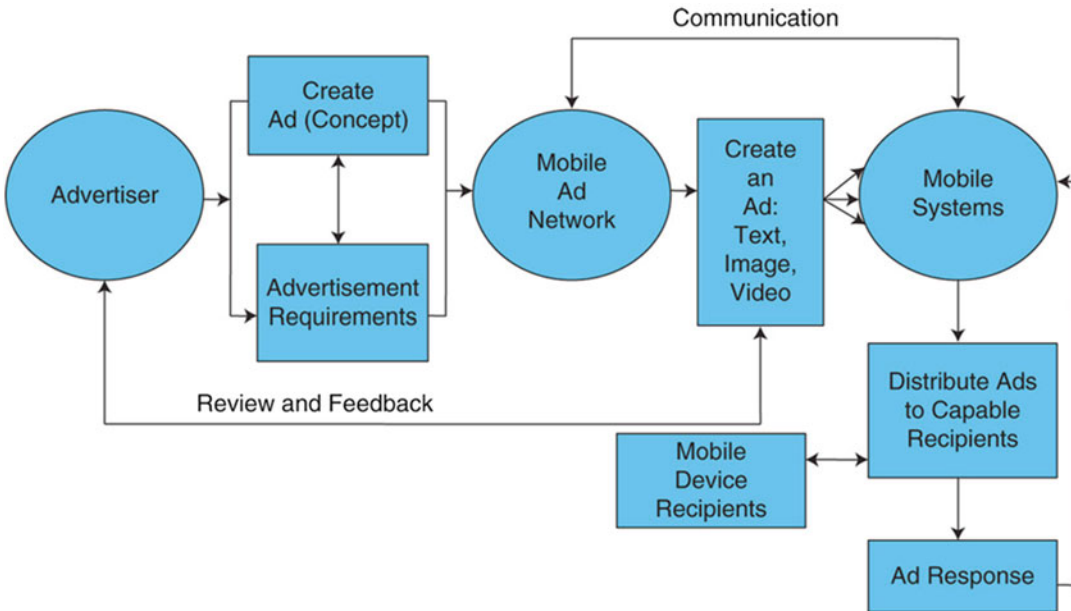 Communication
Create
Ad (Concept)
Advertiser
Mobile
Ad
Network
Create
an
Ad:
Text,
Image,
Video
Mobile
Systems
Advertisement
Requirements
Review and Feedback
Distribute Ads
to Capable
Recipients
Mobile
Device
Recipients
Ad Response